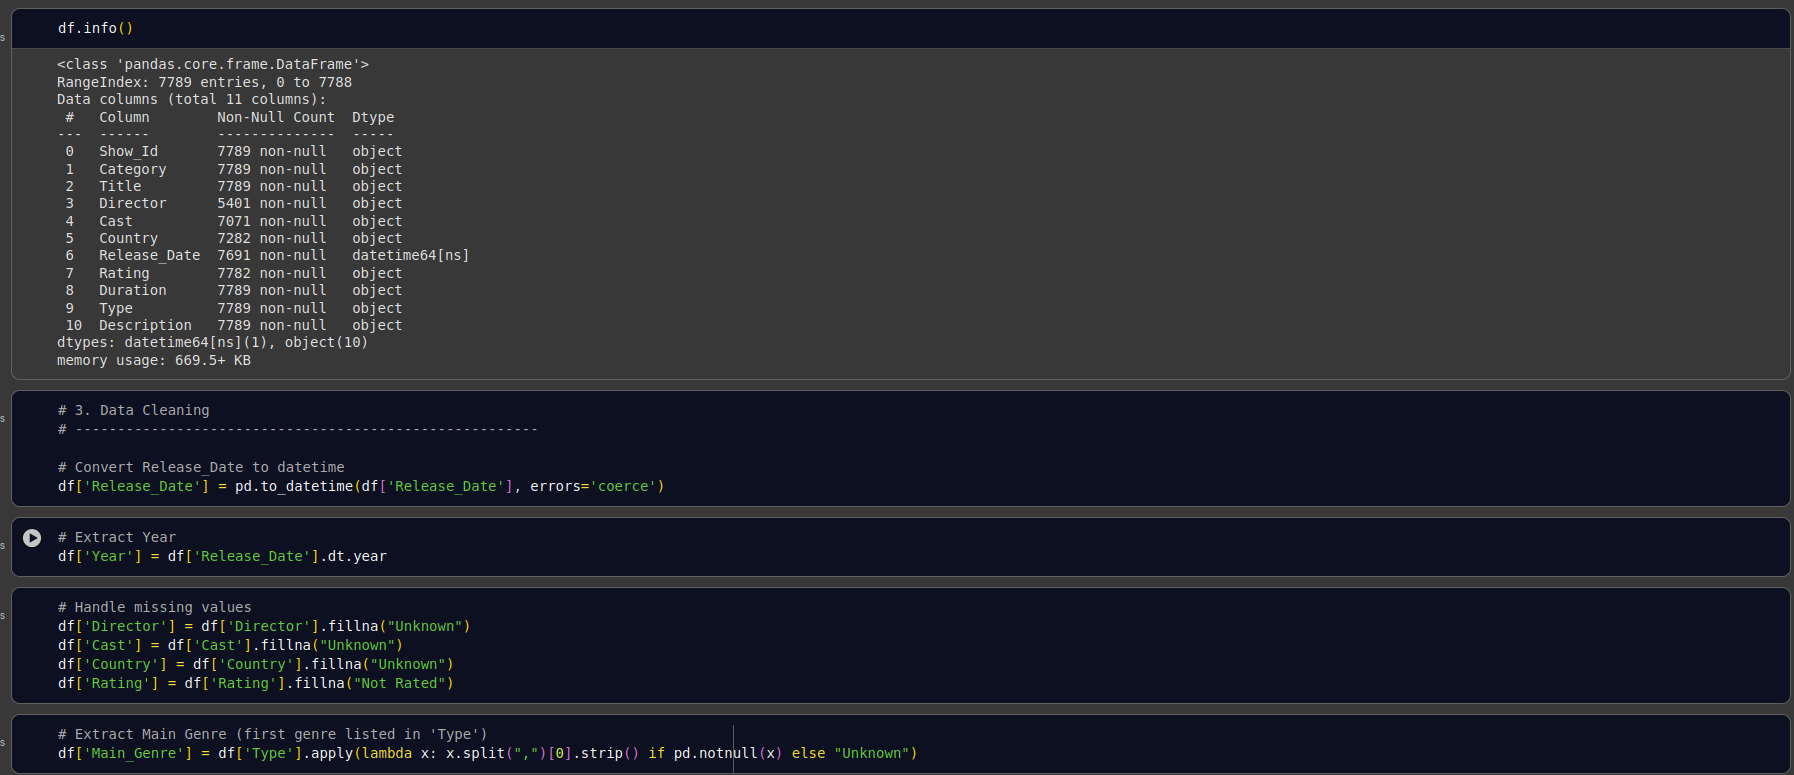 df.info()
<class 'pandas.core.frame.DataFrame'>
RangeIndex: 7789 entries, 0 to 7788
Data columns (total 11 columns):
 #   Column        Non-Null Count  Dtype
---  ------        --------------  -----
 0   Show_Id       7789 non-null   object
 1   Category      7789 non-null   object
 2   Title         7789 non-null   object
 3   Director      5401 non-null   object
 4   Cast          7071 non-null   object
 5   Country       7282 non-null   object
 6   Release_Date  7691 non-null   datetime64[ns]
 7   Rating        7782 non-null   object
 8   Duration      7789 non-null   object
 9   Type          7789 non-null   object
 10  Description   7789 non-null   object
dtypes: datetime64[ns](1), object(10)
memory usage: 669.5+ KB
# 3. Data Cleaning
# -------------------------------------------------------
# Convert Release_Date to datetime
df['Release_Date'] = pd.to_datetime(df['Release_Date'], errors='coerce')
# Extract Year
df['Year'] = df['Release_Date'].dt.year
# Handle missing values
df['Director'] = df['Director'].fillna("Unknown")
df['Cast'] = df['Cast'].fillna("Unknown")
df['Country'] = df['Country'].fillna("Unknown")
df['Rating'] = df['Rating'].fillna("Not Rated")
# Extract Main Genre (first genre listed in 'Type')
df['Main_Genre'] = df['Type'].apply(lambda x: x.split(",")[0].strip() if pd.notnull(x) else "Unknown")